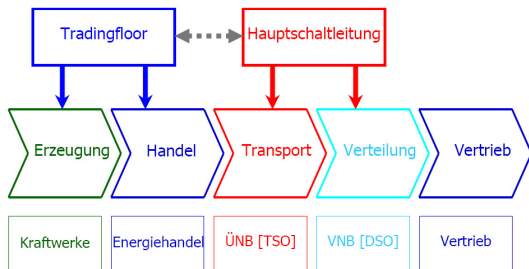 Tradingfloor
Hauptschaltleitung
Erzeugung
Handel
Transport
Verteilung
Vertrieb
Kraftwerke
Energiehandel
ÜNB [TSO]
VNB [DSO]
Vertrieb